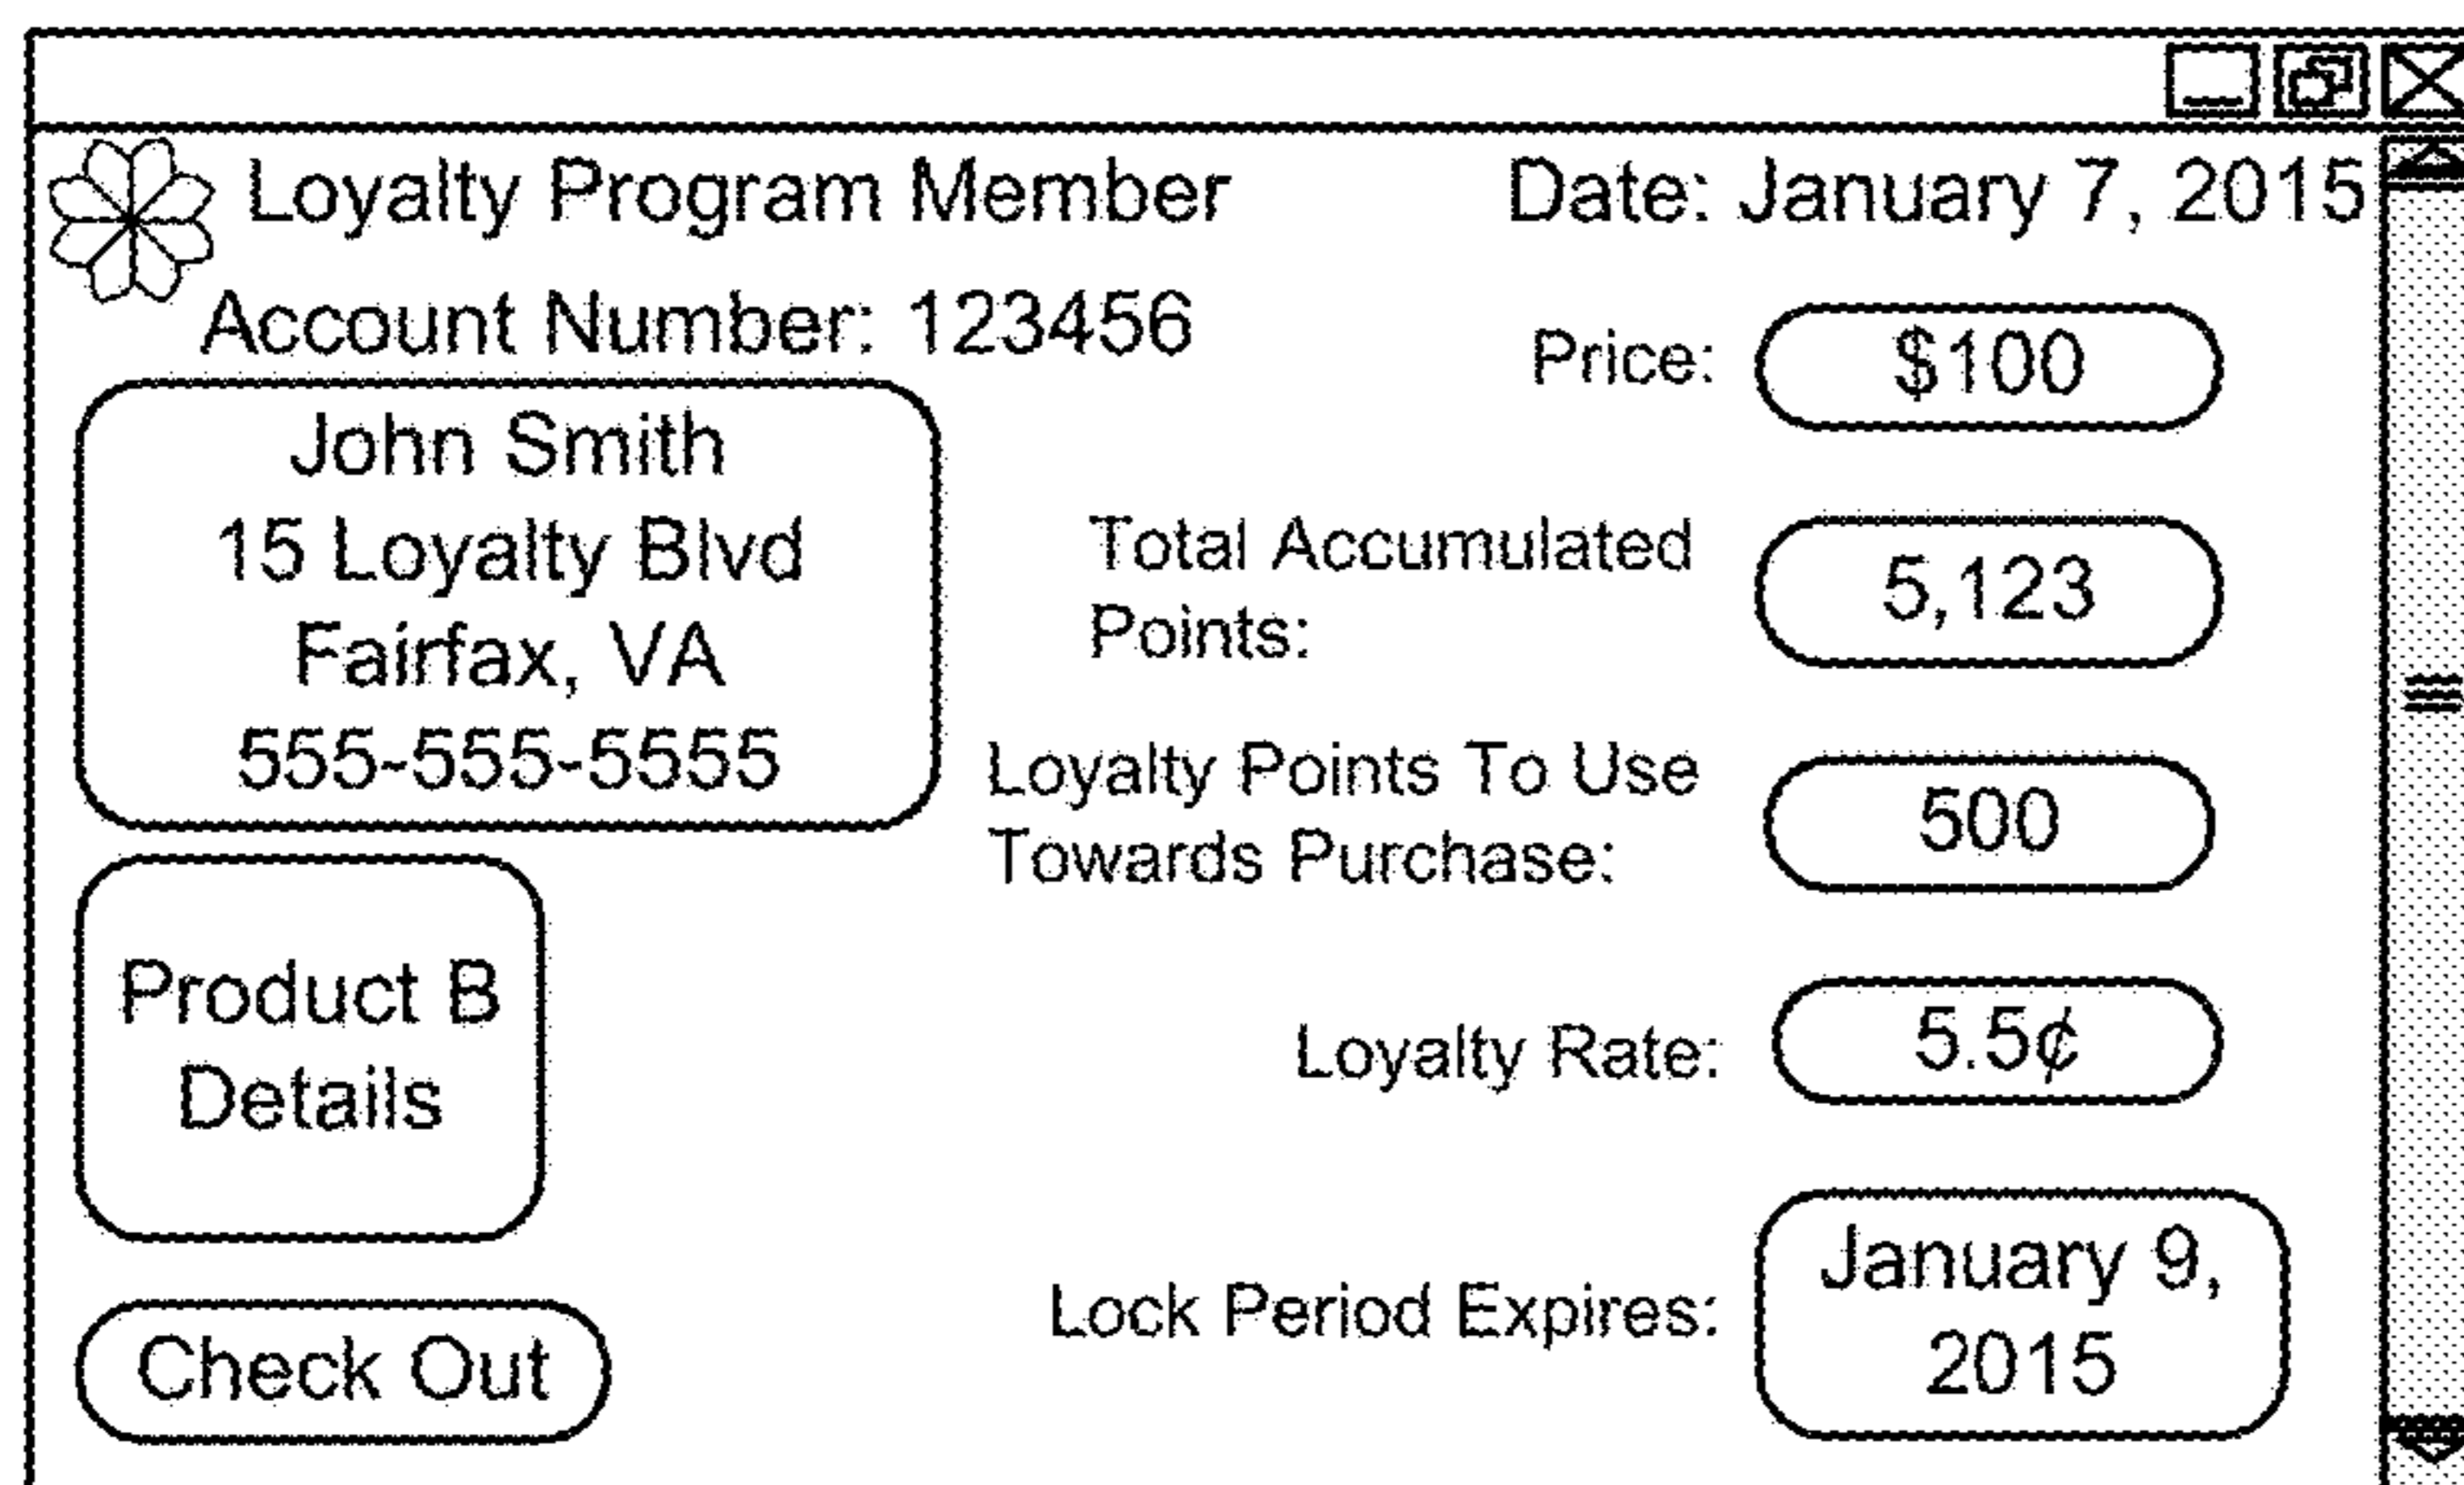 Loyalty Program Member
Date: January 7, 2015
Account Number: 123456
John Smith
15 Loyalty Blvd
Fairfax, VA
555-555-5555
Product B
Details
Check Out
Price: $100
Total Accumulated
Points: 5,123
Loyalty Points To Use
Towards Purchase: 500
Loyalty Rate: 5.5¢
Lock Period Expires: January 9,
2015